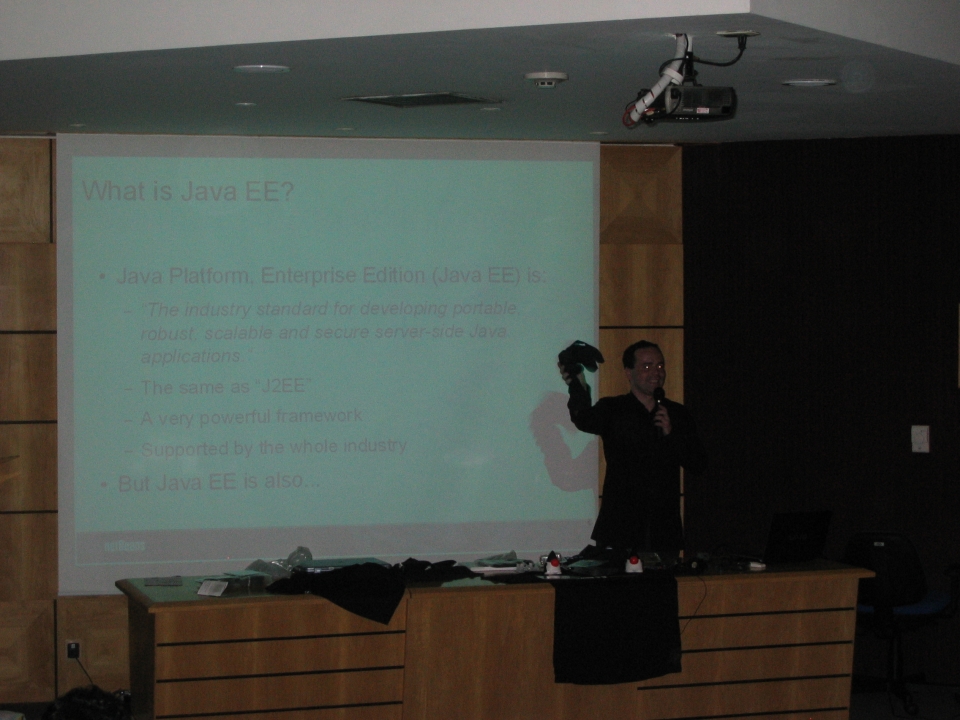 What is Java EE?
• Java Platform, Enterprise Edition (Java EE) is:
– "The industry standard for developing portable,
robust, scalable and secure server-side Java
applications."
– The same as "J2EE"
– A very powerful framework
– Supported by the whole industry
• But Java EE is also...